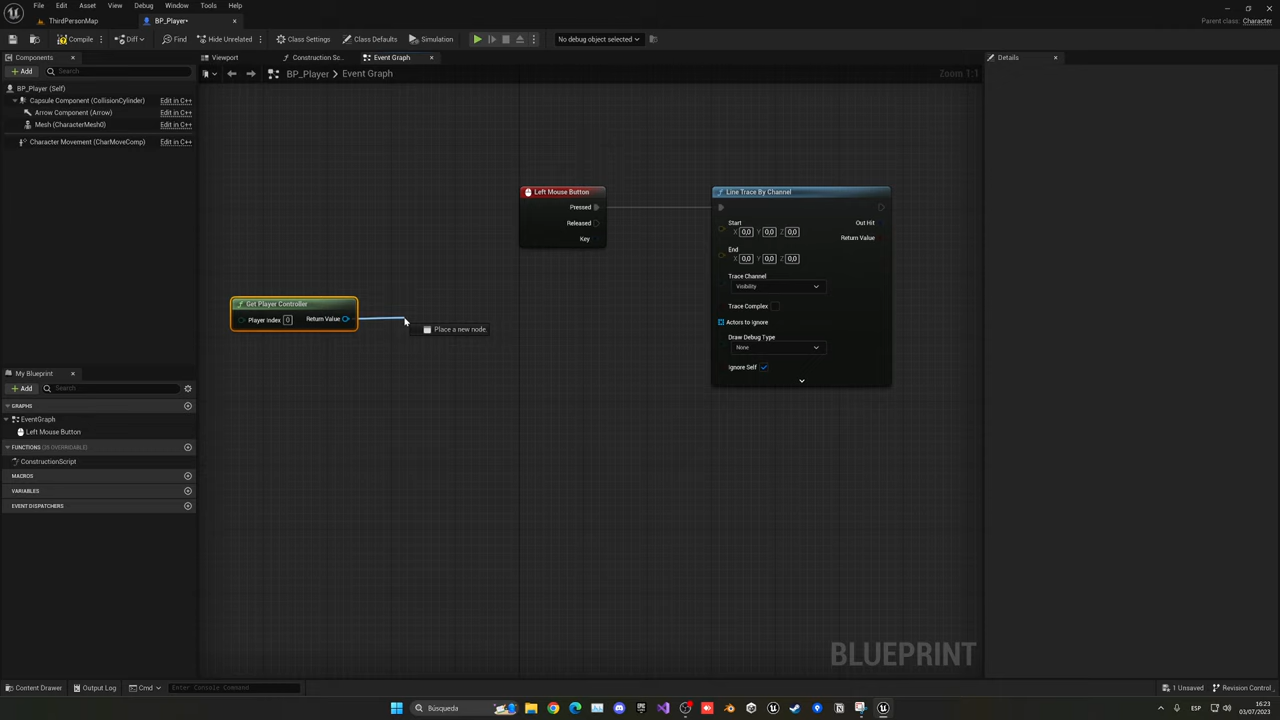 File Edit Asset View Debug Window Tools Help
ThirdPersonMap
BP_Player•
Parent class: Character
Compile Diff Find Hide Unrelated Class Settings Class Defaults Simulation No debug object selected
Components
Viewport
Construction Sc...
Event Graph
Details
+ Add Search
BP_Player > Event Graph
Zoom 1:1
BP_Player (Self)
Capsule Component (CollisionCylinder) Edit in C++
Arrow Component (Arrow) Edit in C++
Mesh (CharacterMesh0) Edit in C++
Character Movement (CharMoveComp) Edit in C++
Left Mouse Button
Pressed
Released
Key
Line Trace By Channel
Start
X 0,0 Y 0,0 Z 0,0
Out Hit
Return Value
End
X 0,0 Y 0,0 Z 0,0
Trace Channel
Visibility
Trace Complex
Actors to Ignore
Draw Debug Type
None
Ignore Self
Get Player Controller
Player Index 0 Return Value
Place a new node.
My Blueprint
+ Add Search
GRAPHS
EventGraph
Left Mouse Button
FUNCTIONS (35 OVERRIDABLE)
ConstructionScript
MACROS
VARIABLES
EVENT DISPATCHERS
BLUEPRINT
Content Drawer Output Log Cmd Enter Console Command
1 Unsaved Revision Control
Búsqueda
ESP
16:23
03/07/2023